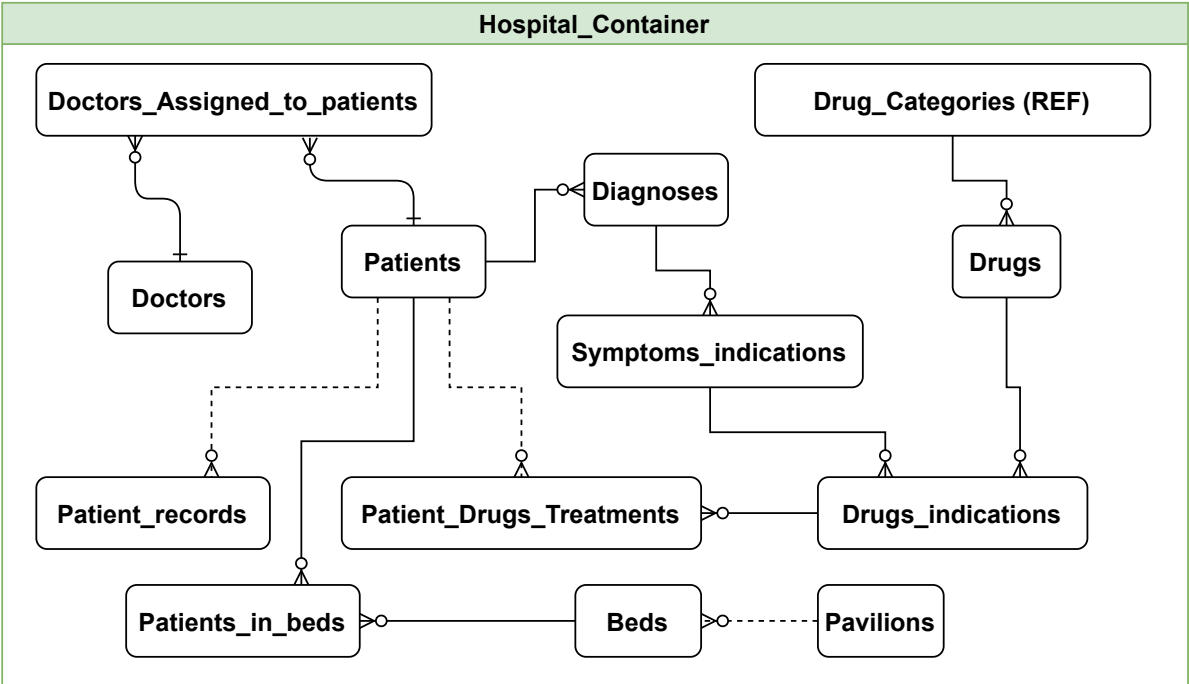 Hospital_Container
Doctors_Assigned_to_patients
Drug_Categories (REF)
Diagnoses
Patients
Drugs
Doctors
Symptoms_indications
Patient_records
Patient_Drugs_Treatments
Drugs_indications
Patients_in_beds
Beds
Pavilions